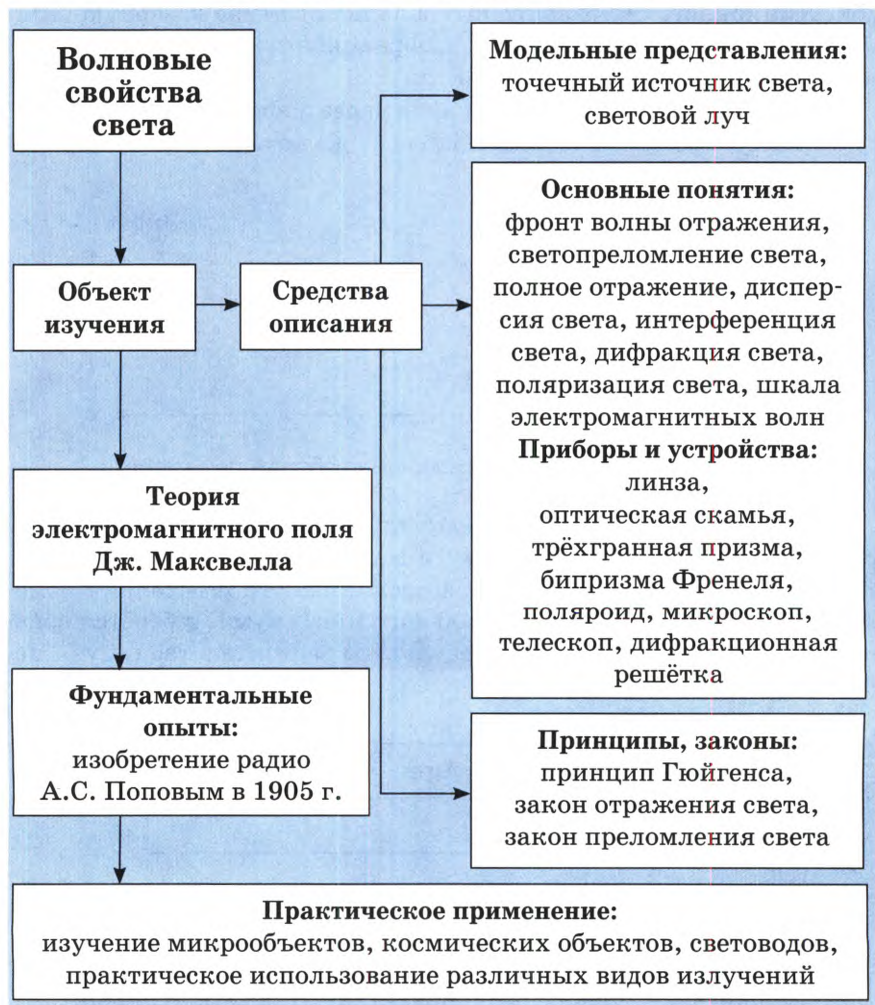 Волновые
свойства
света
Объект
изучения
Средства
описания
Модельные представления:
точечный источник света,
световой луч
Основные понятия:
фронт волны отражения,
светопреломление света,
полное отражение, диспер-
сия света, интерференция
света, дифракция света,
поляризация света, шкала
электромагнитных волн
Приборы и устройства:
линза,
оптическая скамья,
трёхгранная призма,
бипризма Френеля,
поляроид, микроскоп,
телескоп, дифракционная
решётка
Принципы, законы:
принцип Гюйгенса,
закон отражения света,
закон преломления света
Теория
электромагнитного поля
Дж. Максвелла
Фундаментальные
опыты:
изобретение радио
А.С. Поповым в 1905 г.
Практическое применение:
изучение микрообъектов, космических объектов, световодов,
практическое использование различных видов излучений